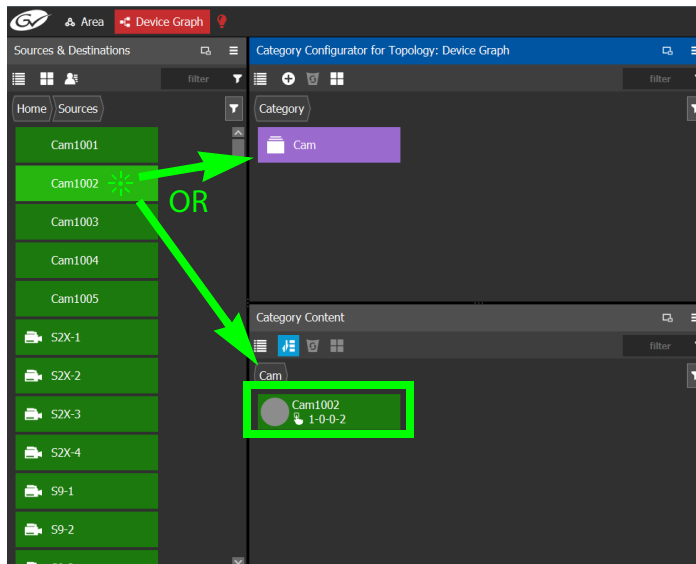 GV Area Device Graph
Sources & Destinations
filter
Home Sources
Cam1001
Cam1002
Cam1003
Cam1004
Cam1005
S2X-1
S2X-2
S2X-3
S2X-4
S9-1
S9-2
OR
Category Configurator for Topology: Device Graph
filter
Category
Cam
Category Content
filter
Cam
Cam1002
1-0-0-2